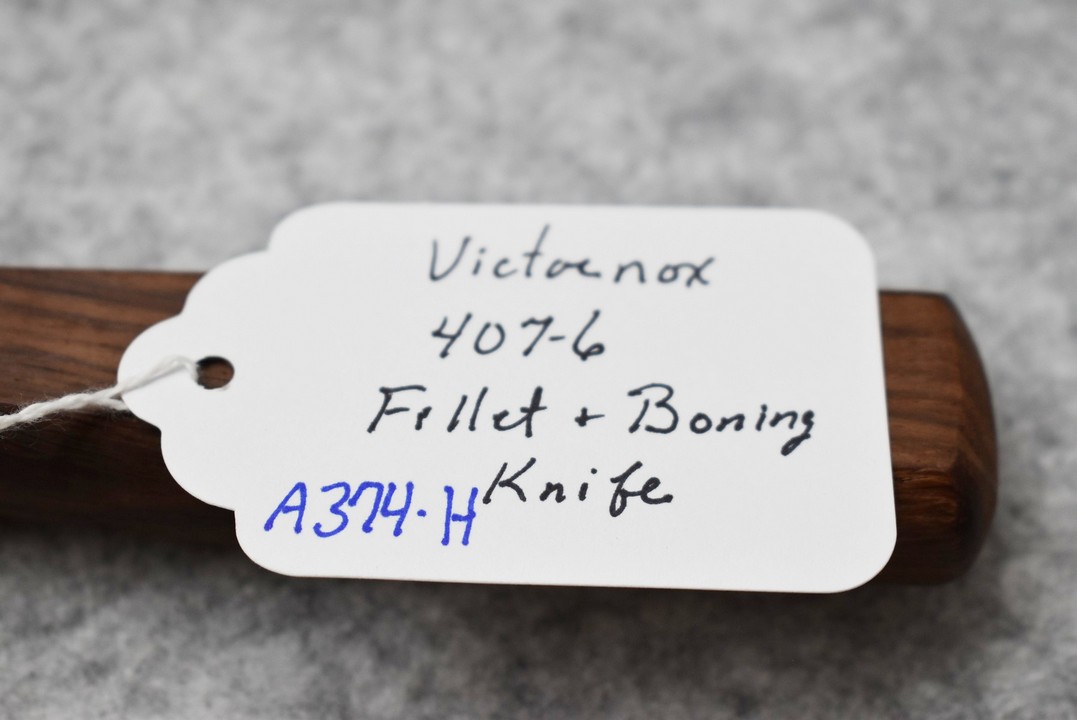 Victornox
407-6
Fillet + Boning
Knife
A374-H